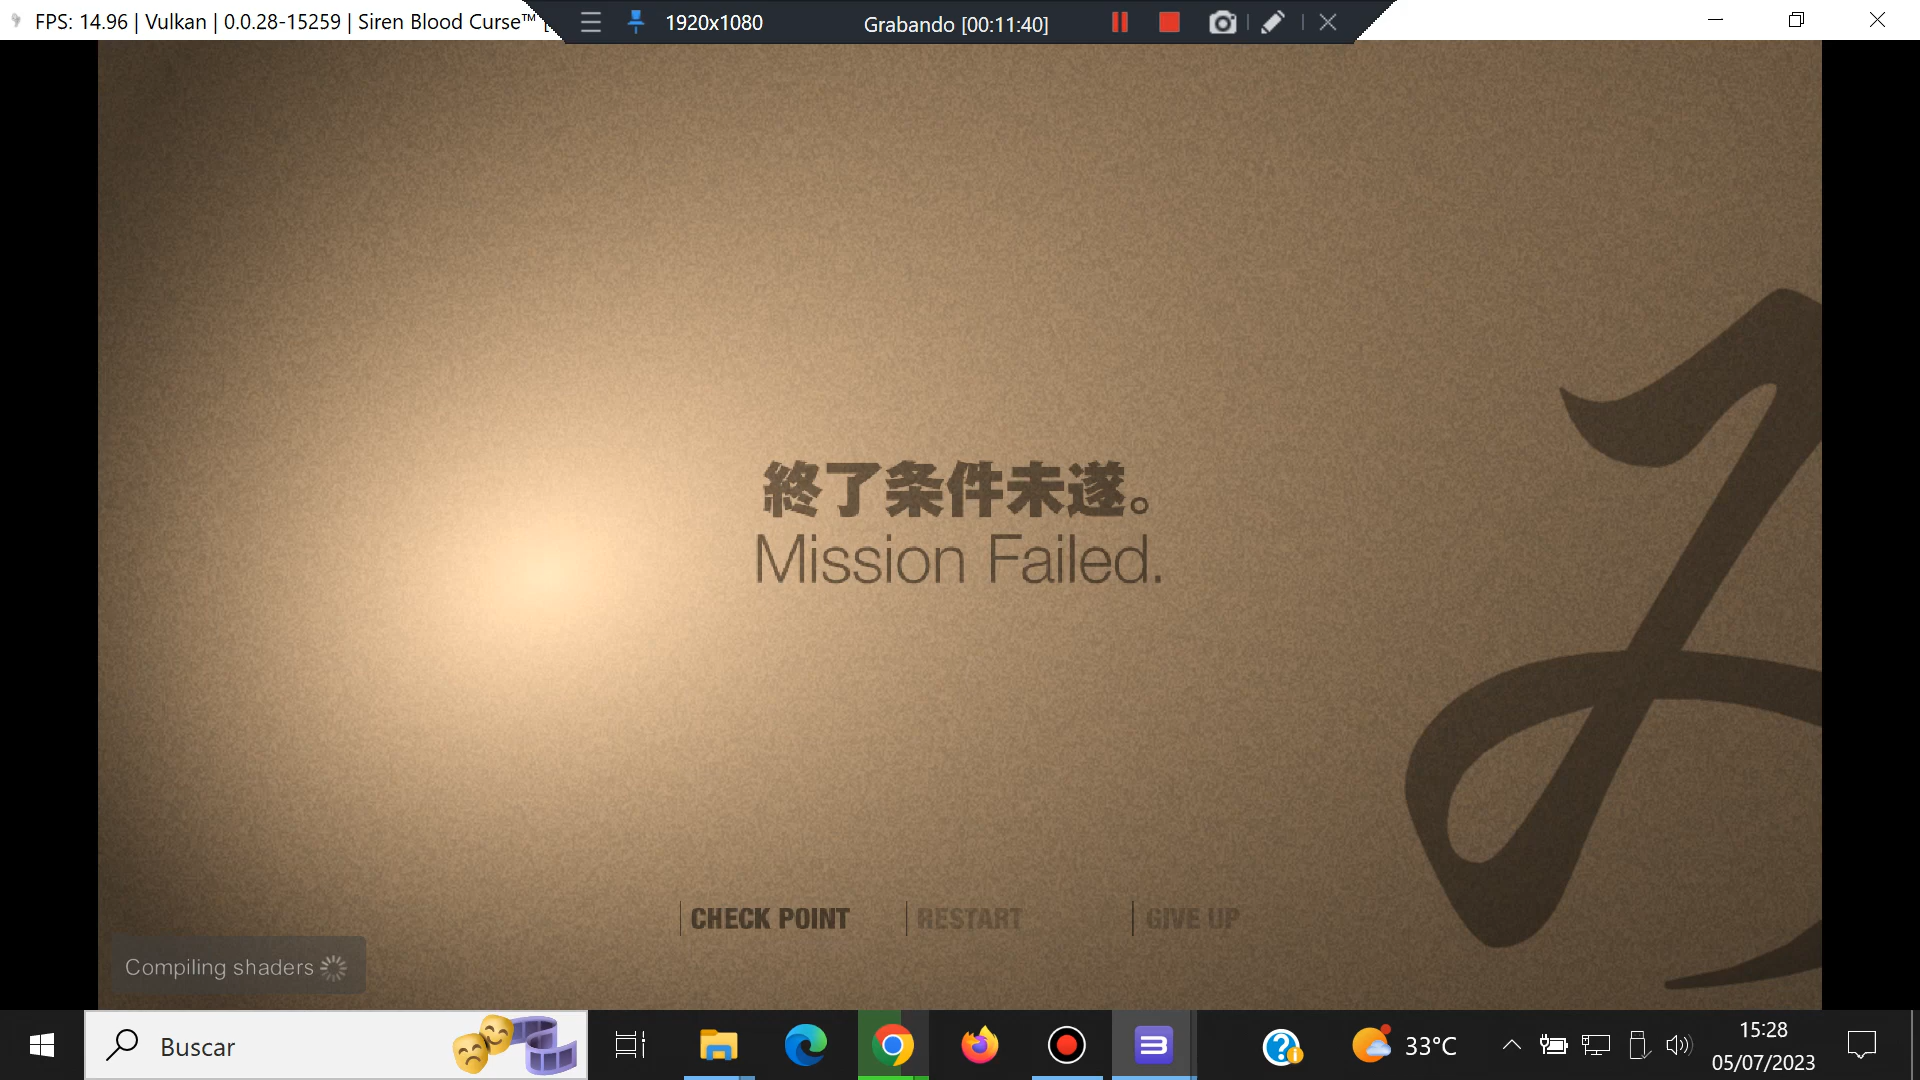 FPS: 14.96 | Vulkan | 0.0.28-15259 | Siren Blood Curse™ [
1920x1080
Grabando [00:11:40]
終了条件未遂。
Mission Failed.
CHECK POINT
RESTART
GIVE UP
Compiling shaders
Buscar
33°C
15:28
05/07/2023